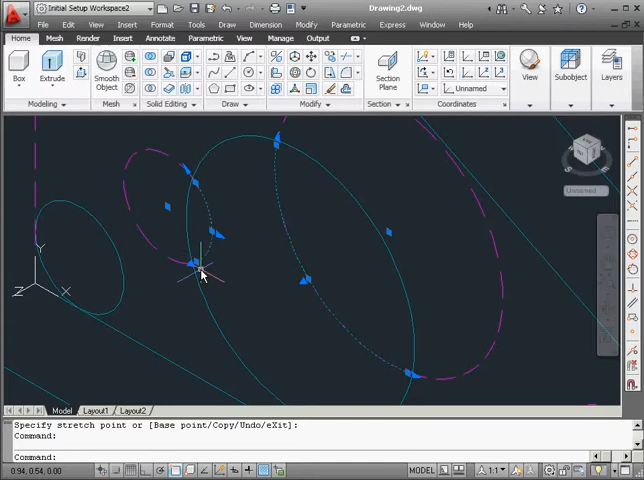 Initial Setup Workspace2
Drawing2.dwg
File Edit View Insert Format Tools Draw Dimension Modify Parametric Express Window
Home Mesh Render Insert Annotate Parametric View Manage Output
Box
Extrude
Smooth
Object
Section
Plane
Unnamed
View
Subobject
Layers
Modeling
Mesh
Solid Editing
Draw
Modify
Section
Coordinates
Unnamed
Y
Z
X
Model Layout1 Layout2
Specify stretch point or [Base point/Copy/Undo/eXit]:
Command:
Command:
0.94, 0.54, 0.00
MODEL
1:1